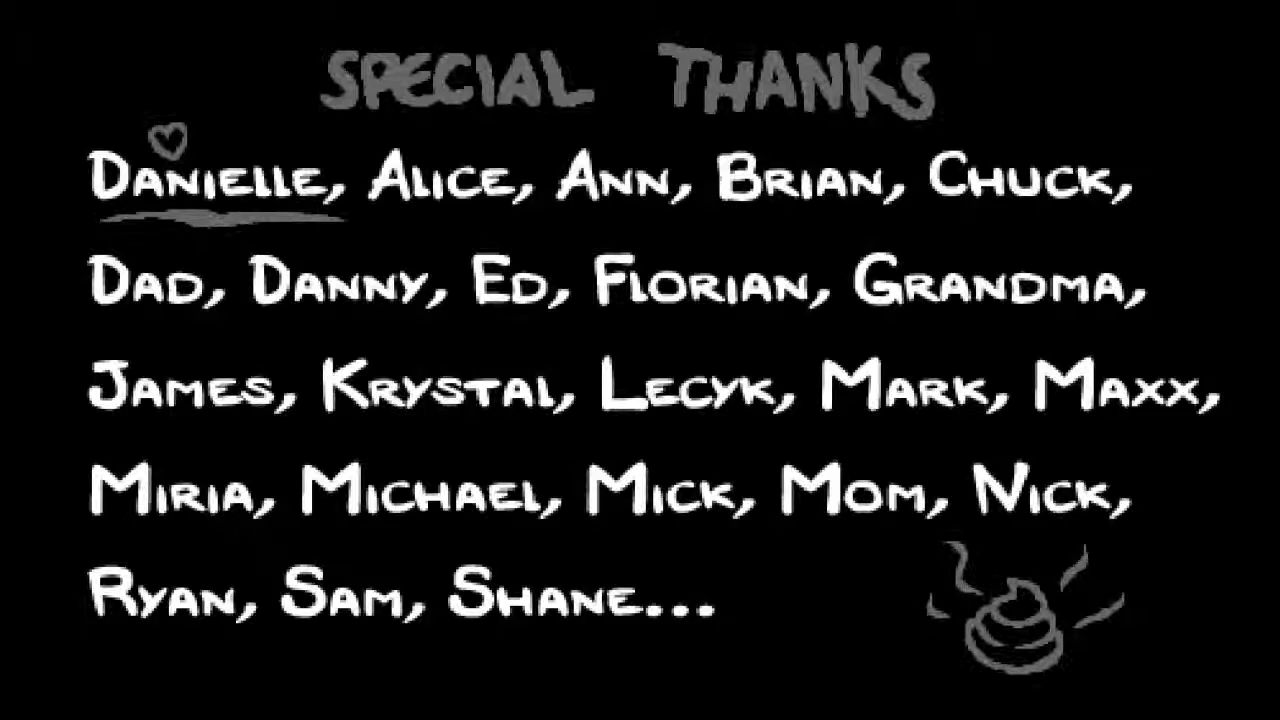 SPECIAL THANKS
DANIELLE, ALICE, ANN, BRIAN, CHUCK,
DAD, DANNY, ED, FLORIAN, GRANDMA,
JAMES, KRYSTAL, LECYK, MARK, MAXX,
MIRIA, MICHAEL, MICK, MOM, NICK,
RYAN, SAM, SHANE...